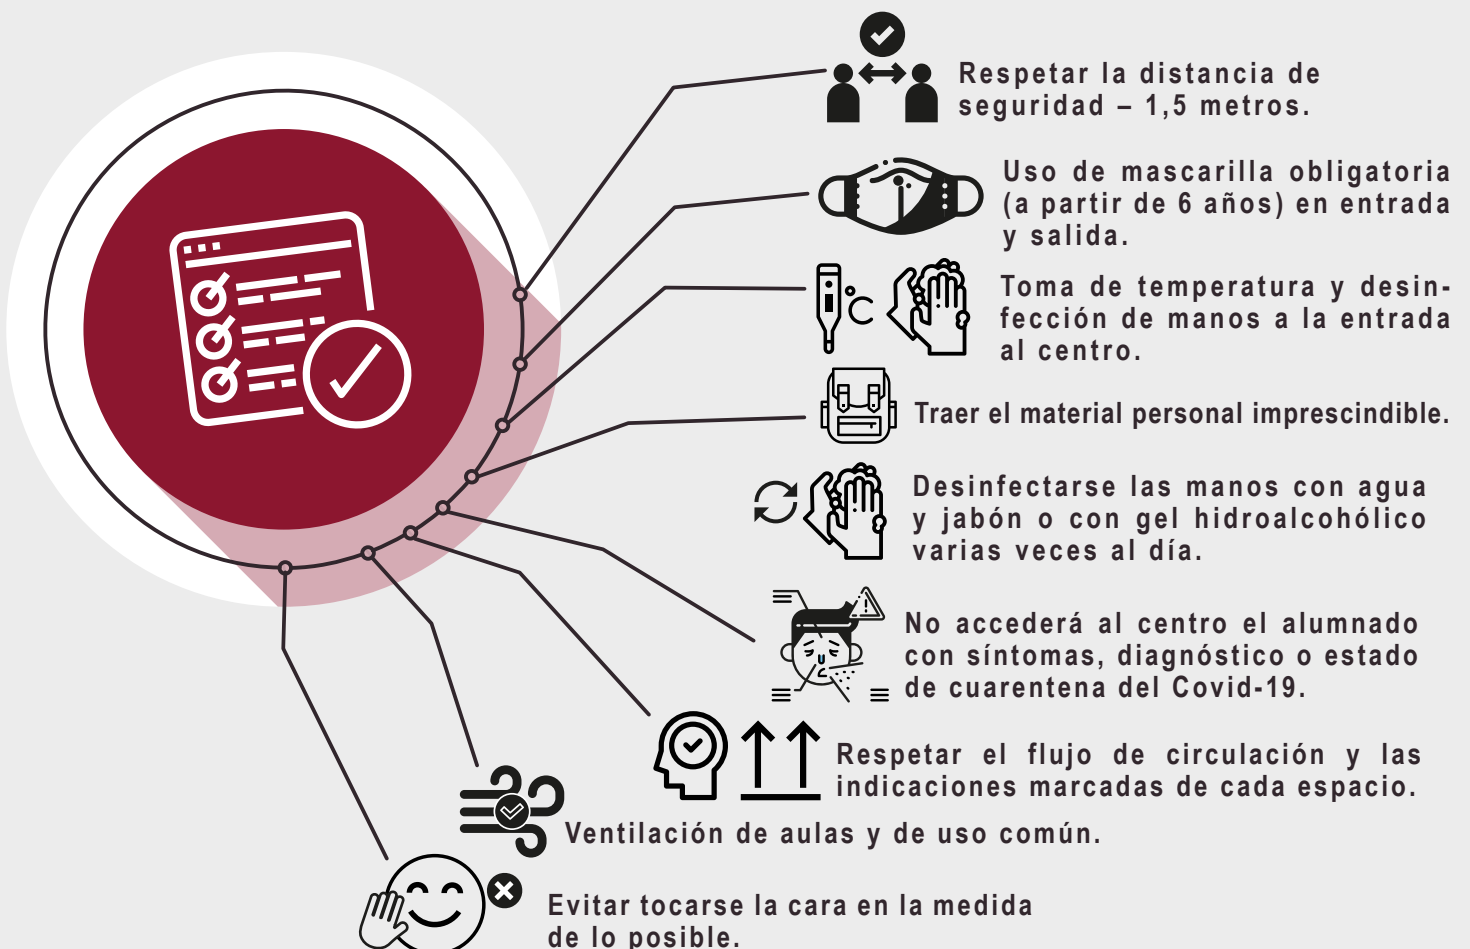 Respetar la distancia de
seguridad – 1,5 metros.
Uso de mascarilla obligatoria
(a partir de 6 años) en entrada
y salida.
°C
Toma de temperatura y desin-
fección de manos a la entrada
al centro.
Traer el material personal imprescindible.
Desinfectarse las manos con agua
y jabón o con gel hidroalcohólico
varias veces al día.
No accederá al centro el alumnado
con síntomas, diagnóstico o estado
de cuarentena del Covid-19.
Respetar el flujo de circulación y las
indicaciones marcadas de cada espacio.
Ventilación de aulas y de uso común.
Evitar tocarse la cara en la medida
de lo posible.